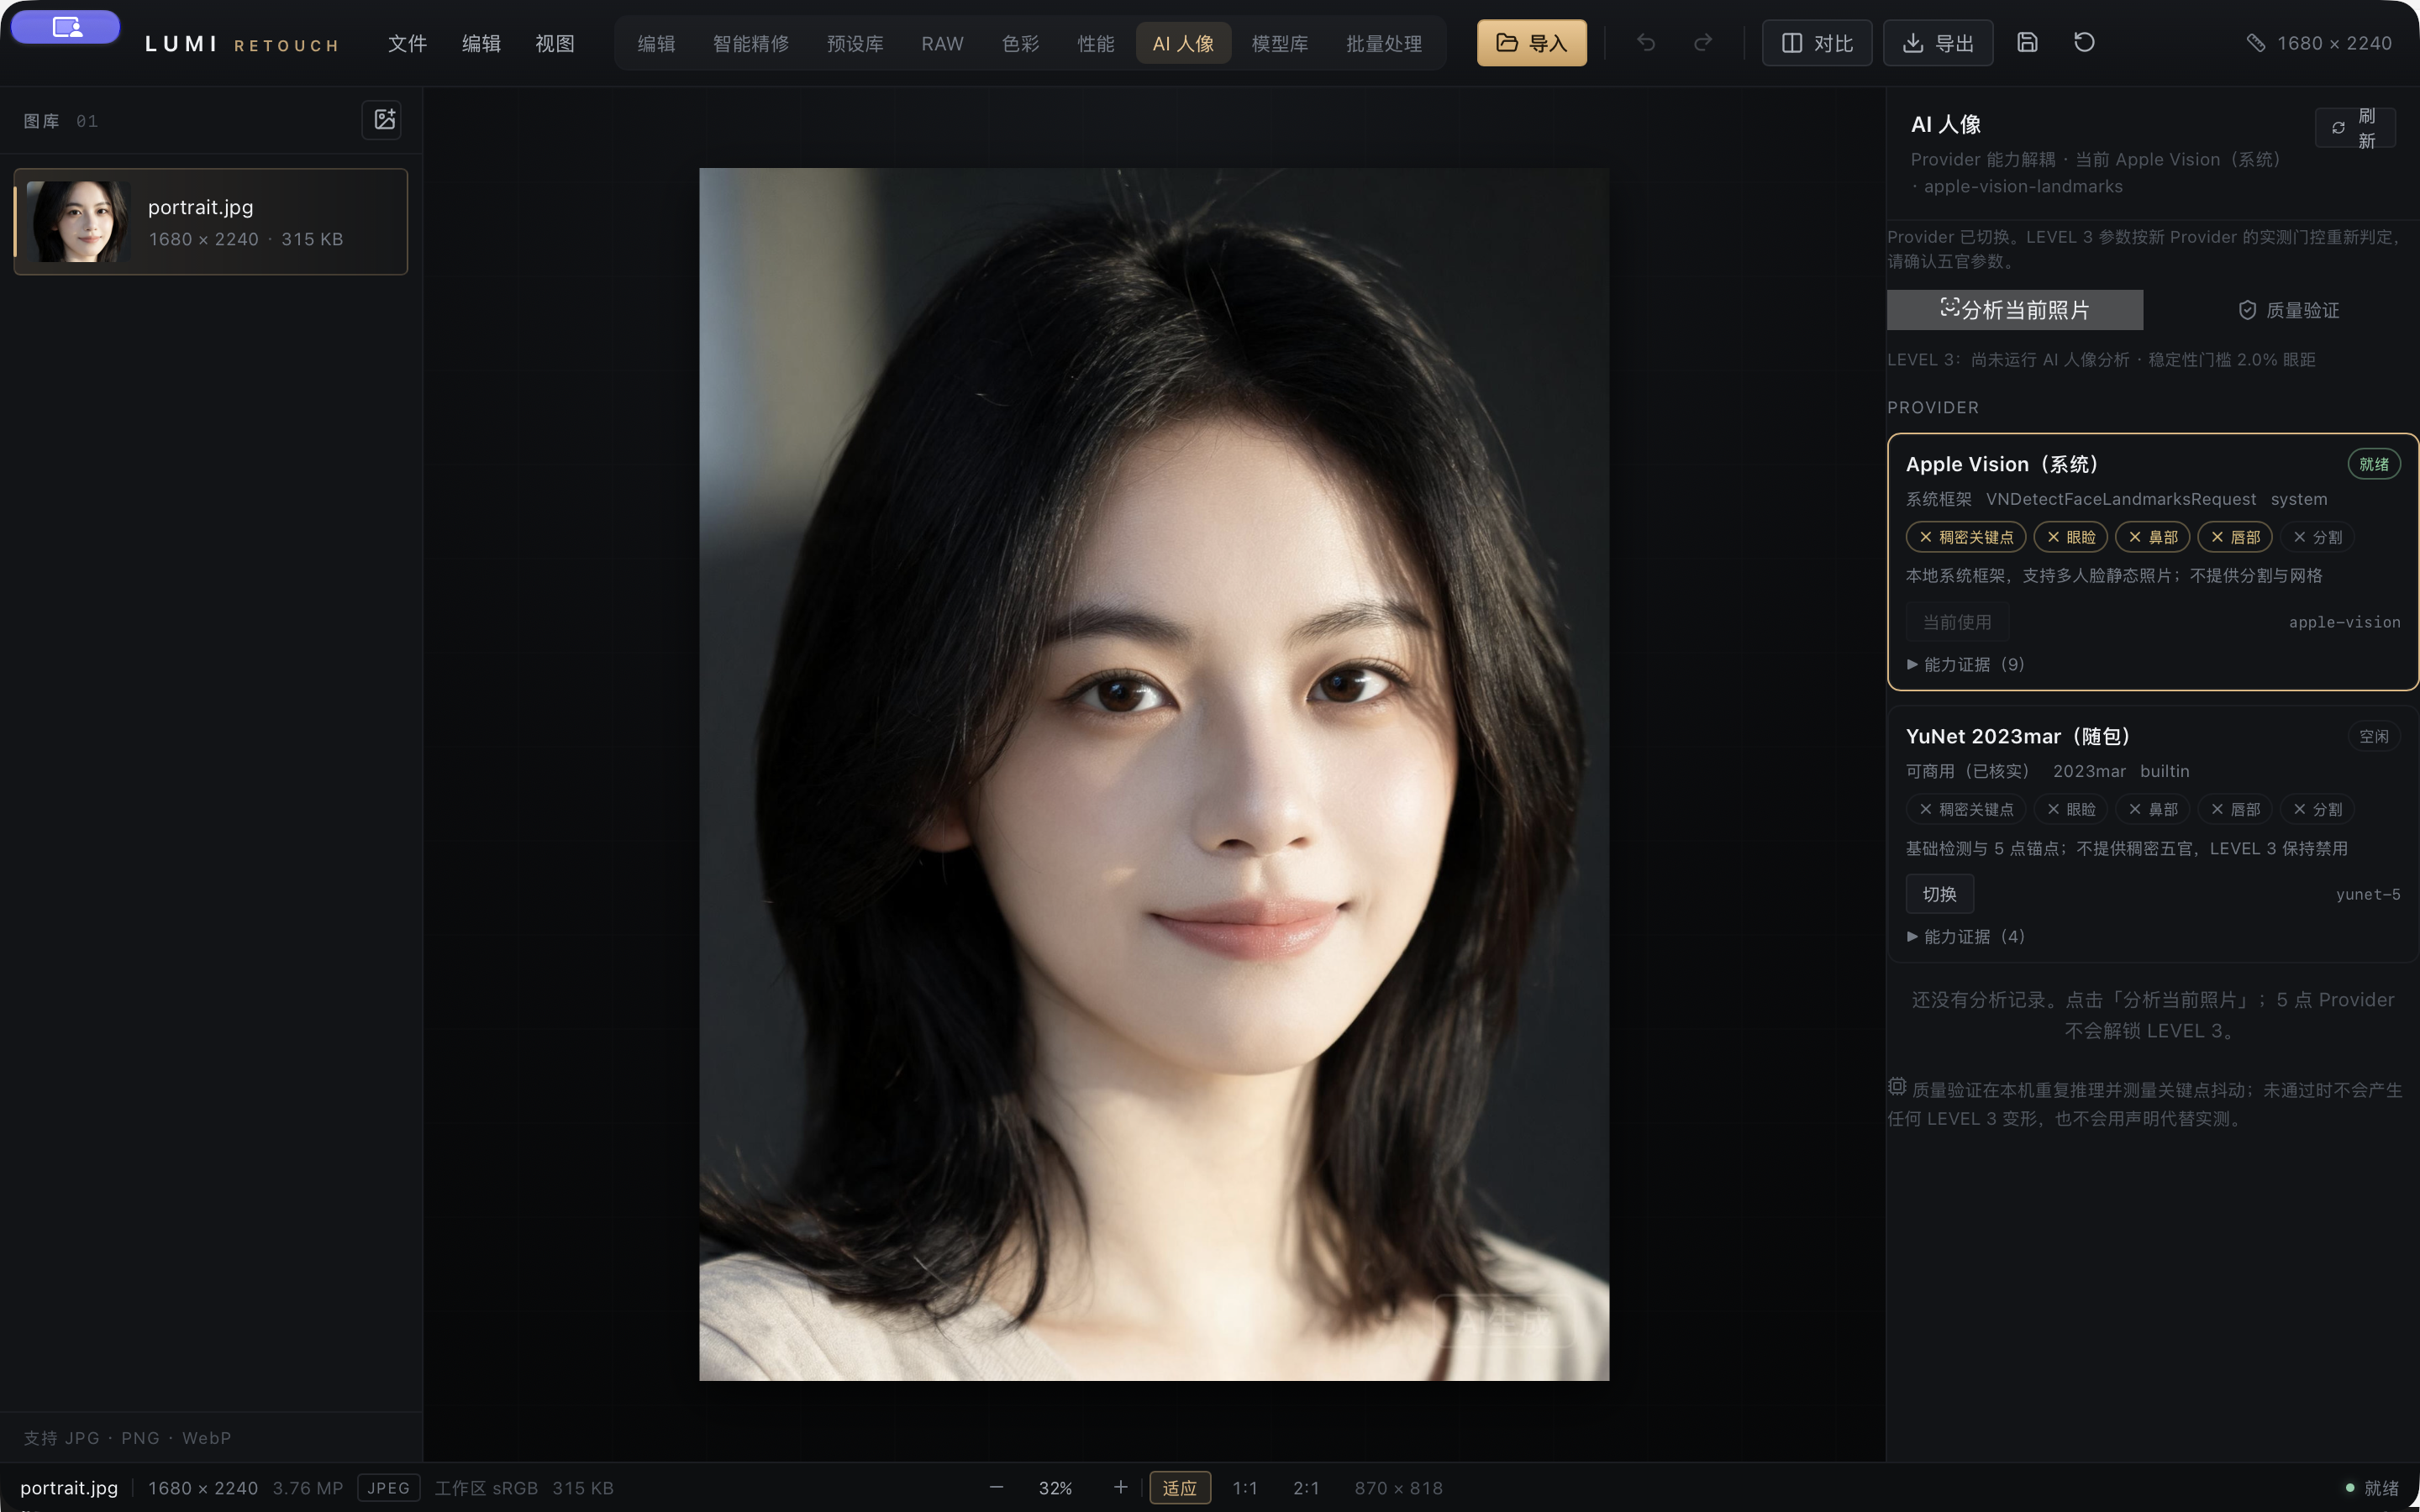 LUMI RETOUCH 文件 编辑 视图 编辑 智能精修 预设库 RAW 色彩 性能 AI 人像 模型库 批量处理 导入 对比 导出 1680 × 2240
图库 01
portrait.jpg
1680 × 2240 · 315 KB
支持 JPG · PNG · WebP
AI生成
AI 人像
刷新
Provider 能力解耦 · 当前 Apple Vision（系统）
· apple-vision-landmarks
Provider 已切换。LEVEL 3 参数按新 Provider 的实测门控重新判定，
请确认五官参数。
分析当前照片 质量验证
LEVEL 3：尚未运行 AI 人像分析 · 稳定性门槛 2.0% 眼距
PROVIDER
Apple Vision（系统） 就绪
系统框架 VNDetectFaceLandmarksRequest system
× 稠密关键点 × 眼睑 × 鼻部 × 唇部 × 分割
本地系统框架，支持多人脸静态照片；不提供分割与网格
当前使用 apple-vision
▶ 能力证据（9）
YuNet 2023mar（随包） 空闲
可商用（已核实） 2023mar builtin
× 稠密关键点 × 眼睑 × 鼻部 × 唇部 × 分割
基础检测与 5 点锚点；不提供稠密五官，LEVEL 3 保持禁用
切换 yunet-5
▶ 能力证据（4）
还没有分析记录。点击「分析当前照片」；5 点 Provider
不会解锁 LEVEL 3。
质量验证在本机重复推理并测量关键点抖动；未通过时不会产生
任何 LEVEL 3 变形，也不会用声明代替实测。
portrait.jpg 1680 × 2240 3.76 MP JPEG 工作区 sRGB 315 KB − 32% + 适应 1:1 2:1 870 × 818 就绪